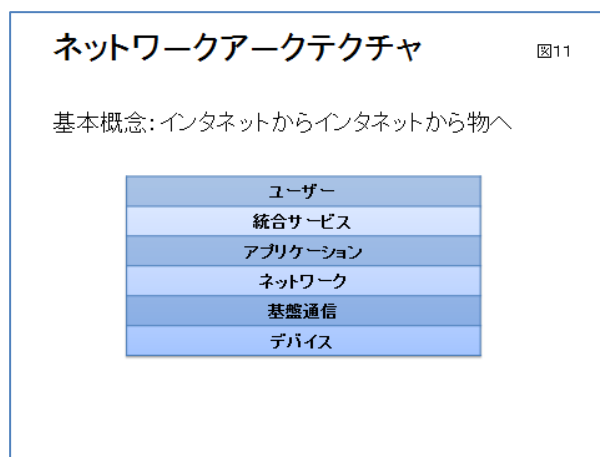 ネットワークアークテクチャ
図11
基本概念:インタネットからインタネットから物へ
ユーザー
統合サービス
アプリケーション
ネットワーク
基盤通信
デバイス